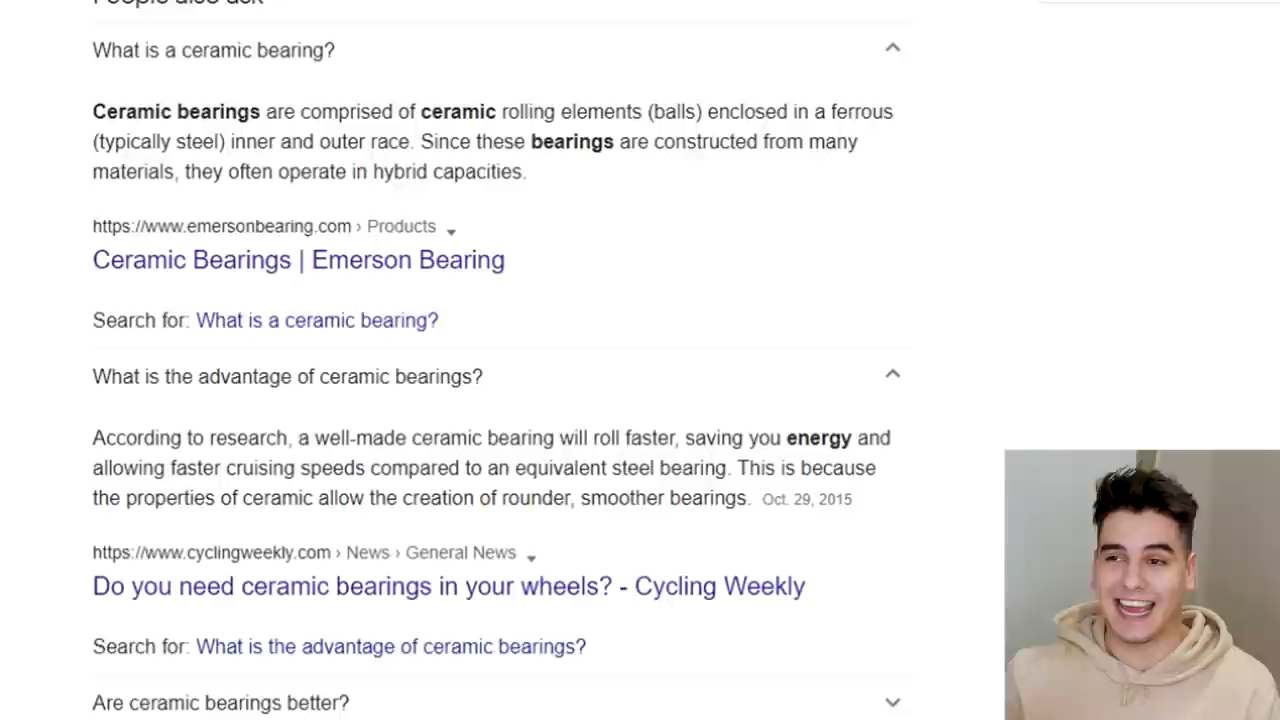 People also ask
What is a ceramic bearing?
Ceramic bearings are comprised of ceramic rolling elements (balls) enclosed in a ferrous
(typically steel) inner and outer race. Since these bearings are constructed from many
materials, they often operate in hybrid capacities.
https://www.emersonbearing.com › Products
Ceramic Bearings | Emerson Bearing
Search for: What is a ceramic bearing?
What is the advantage of ceramic bearings?
According to research, a well-made ceramic bearing will roll faster, saving you energy and
allowing faster cruising speeds compared to an equivalent steel bearing. This is because
the properties of ceramic allow the creation of rounder, smoother bearings. Oct. 29, 2015
https://www.cyclingweekly.com › News › General News
Do you need ceramic bearings in your wheels? - Cycling Weekly
Search for: What is the advantage of ceramic bearings?
Are ceramic bearings better?